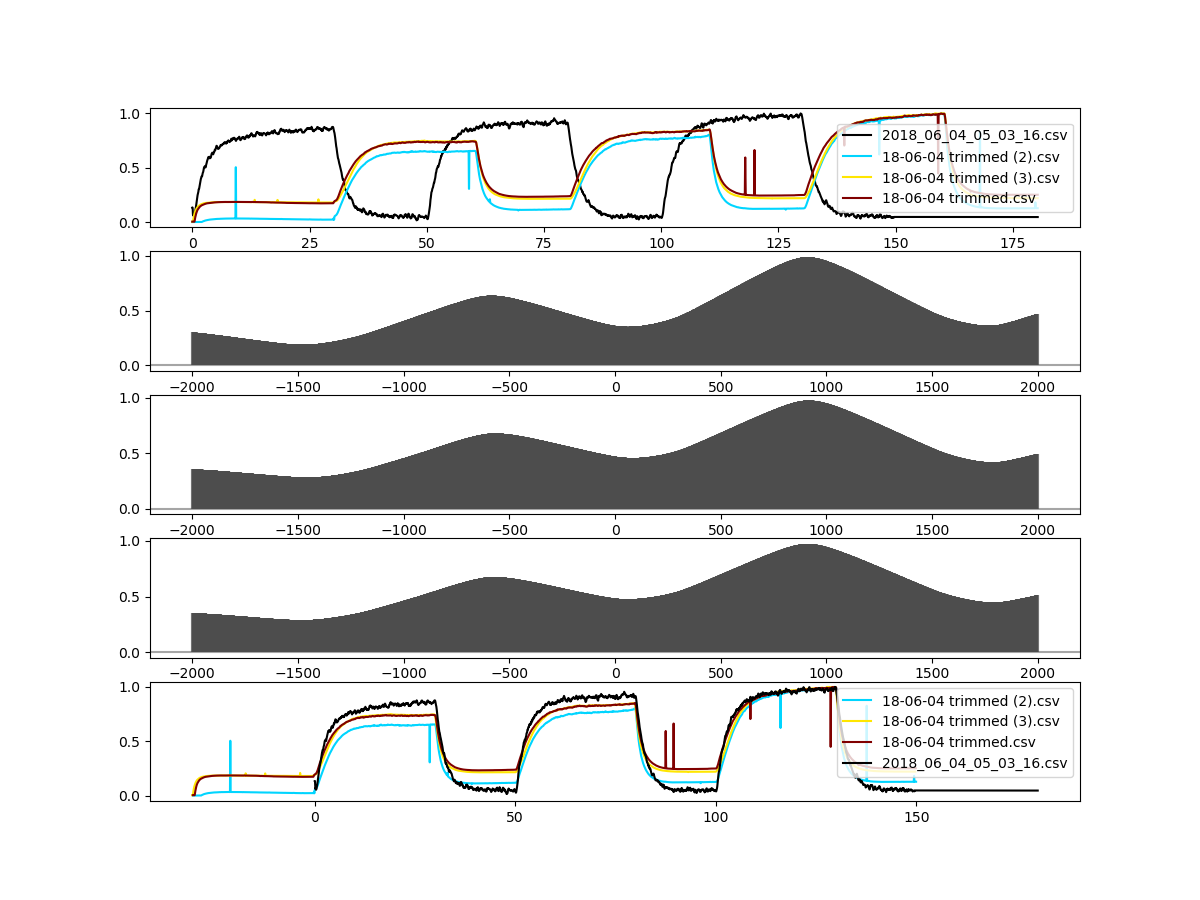 1.0
0.5
0.0
2018_06_04_05_03_16.csv
18-06-04 trimmed (2).csv
18-06-04 trimmed (3).csv
18-06-04 trimmed.csv
0 25 50 75 100 125 150 175
1.0
0.5
0.0
−2000 −1500 −1000 −500 0 500 1000 1500 2000
1.0
0.5
0.0
−2000 −1500 −1000 −500 0 500 1000 1500 2000
1.0
0.5
0.0
−2000 −1500 −1000 −500 0 500 1000 1500 2000
1.0
0.5
0.0
18-06-04 trimmed (2).csv
18-06-04 trimmed (3).csv
18-06-04 trimmed.csv
2018_06_04_05_03_16.csv
0 50 100 150